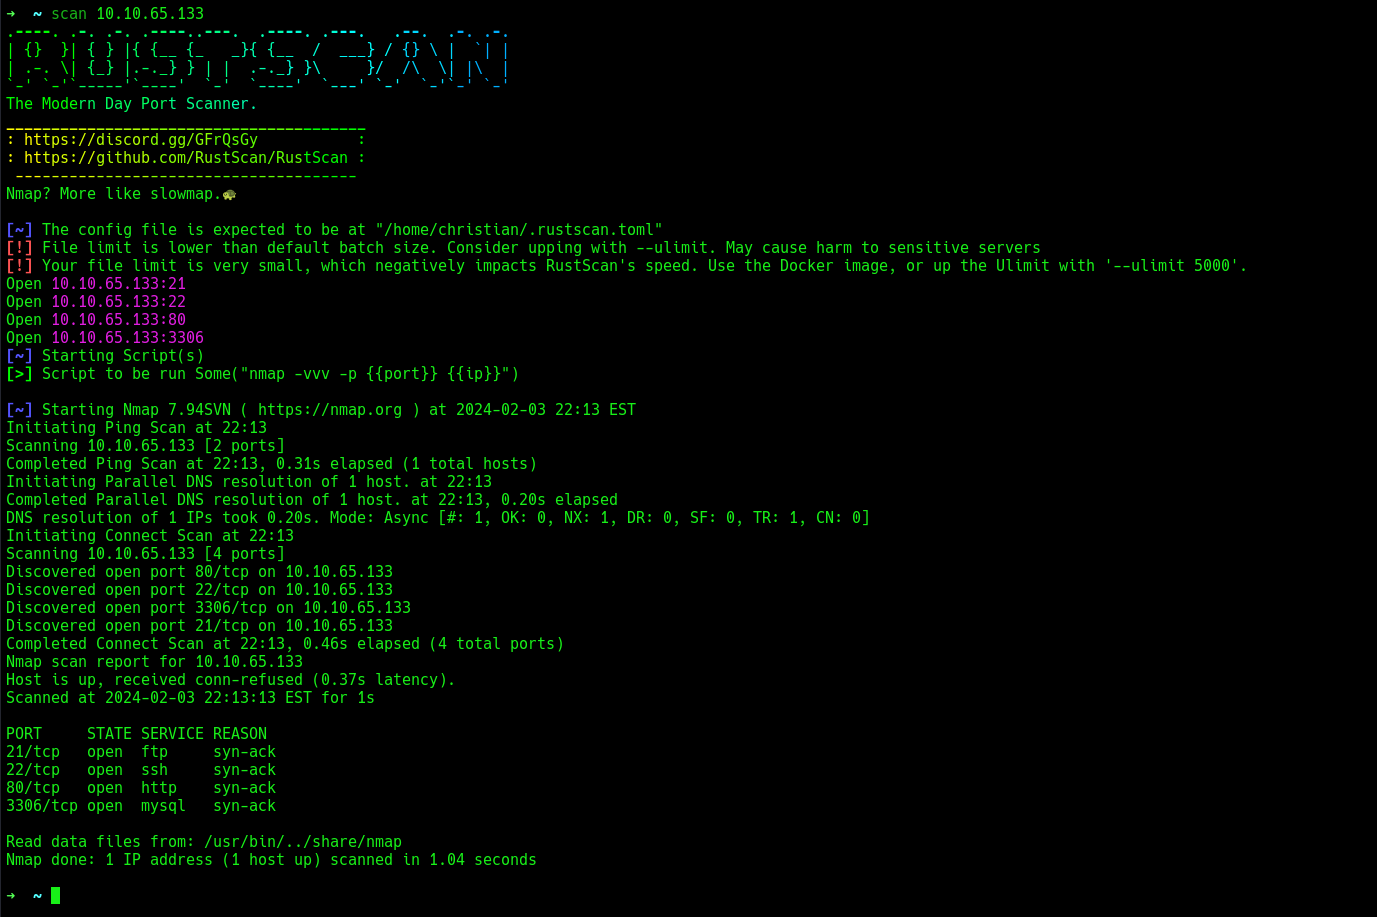 →  ~ scan 10.10.65.133
.----. .-. .-. .----..---.  .----. .---.   .--.  .-. .-.
| {}  }| { } |{ {__ {_   _}{ {__  /  ___} / {} \ |  `| |
| .-. \| {_} |.-._} } | |  .-._} }\     }/  /\  \| |\  |
`-' `-'`-----'`----'  `-'  `----'  `---' `-'  `-'`-' `-'
The Modern Day Port Scanner.
________________________________________
: https://discord.gg/GFrQsGy           :
: https://github.com/RustScan/RustScan :
 --------------------------------------
Nmap? More like slowmap.🐢

[~] The config file is expected to be at "/home/christian/.rustscan.toml"
[!] File limit is lower than default batch size. Consider upping with --ulimit. May cause harm to sensitive servers
[!] Your file limit is very small, which negatively impacts RustScan's speed. Use the Docker image, or up the Ulimit with '--ulimit 5000'.
Open 10.10.65.133:21
Open 10.10.65.133:22
Open 10.10.65.133:80
Open 10.10.65.133:3306
[~] Starting Script(s)
[>] Script to be run Some("nmap -vvv -p {{port}} {{ip}}")

[~] Starting Nmap 7.94SVN ( https://nmap.org ) at 2024-02-03 22:13 EST
Initiating Ping Scan at 22:13
Scanning 10.10.65.133 [2 ports]
Completed Ping Scan at 22:13, 0.31s elapsed (1 total hosts)
Initiating Parallel DNS resolution of 1 host. at 22:13
Completed Parallel DNS resolution of 1 host. at 22:13, 0.20s elapsed
DNS resolution of 1 IPs took 0.20s. Mode: Async [#: 1, OK: 0, NX: 1, DR: 0, SF: 0, TR: 1, CN: 0]
Initiating Connect Scan at 22:13
Scanning 10.10.65.133 [4 ports]
Discovered open port 80/tcp on 10.10.65.133
Discovered open port 22/tcp on 10.10.65.133
Discovered open port 3306/tcp on 10.10.65.133
Discovered open port 21/tcp on 10.10.65.133
Completed Connect Scan at 22:13, 0.46s elapsed (4 total ports)
Nmap scan report for 10.10.65.133
Host is up, received conn-refused (0.37s latency).
Scanned at 2024-02-03 22:13:13 EST for 1s

PORT     STATE SERVICE REASON
21/tcp   open  ftp     syn-ack
22/tcp   open  ssh     syn-ack
80/tcp   open  http    syn-ack
3306/tcp open  mysql   syn-ack

Read data files from: /usr/bin/../share/nmap
Nmap done: 1 IP address (1 host up) scanned in 1.04 seconds

→  ~